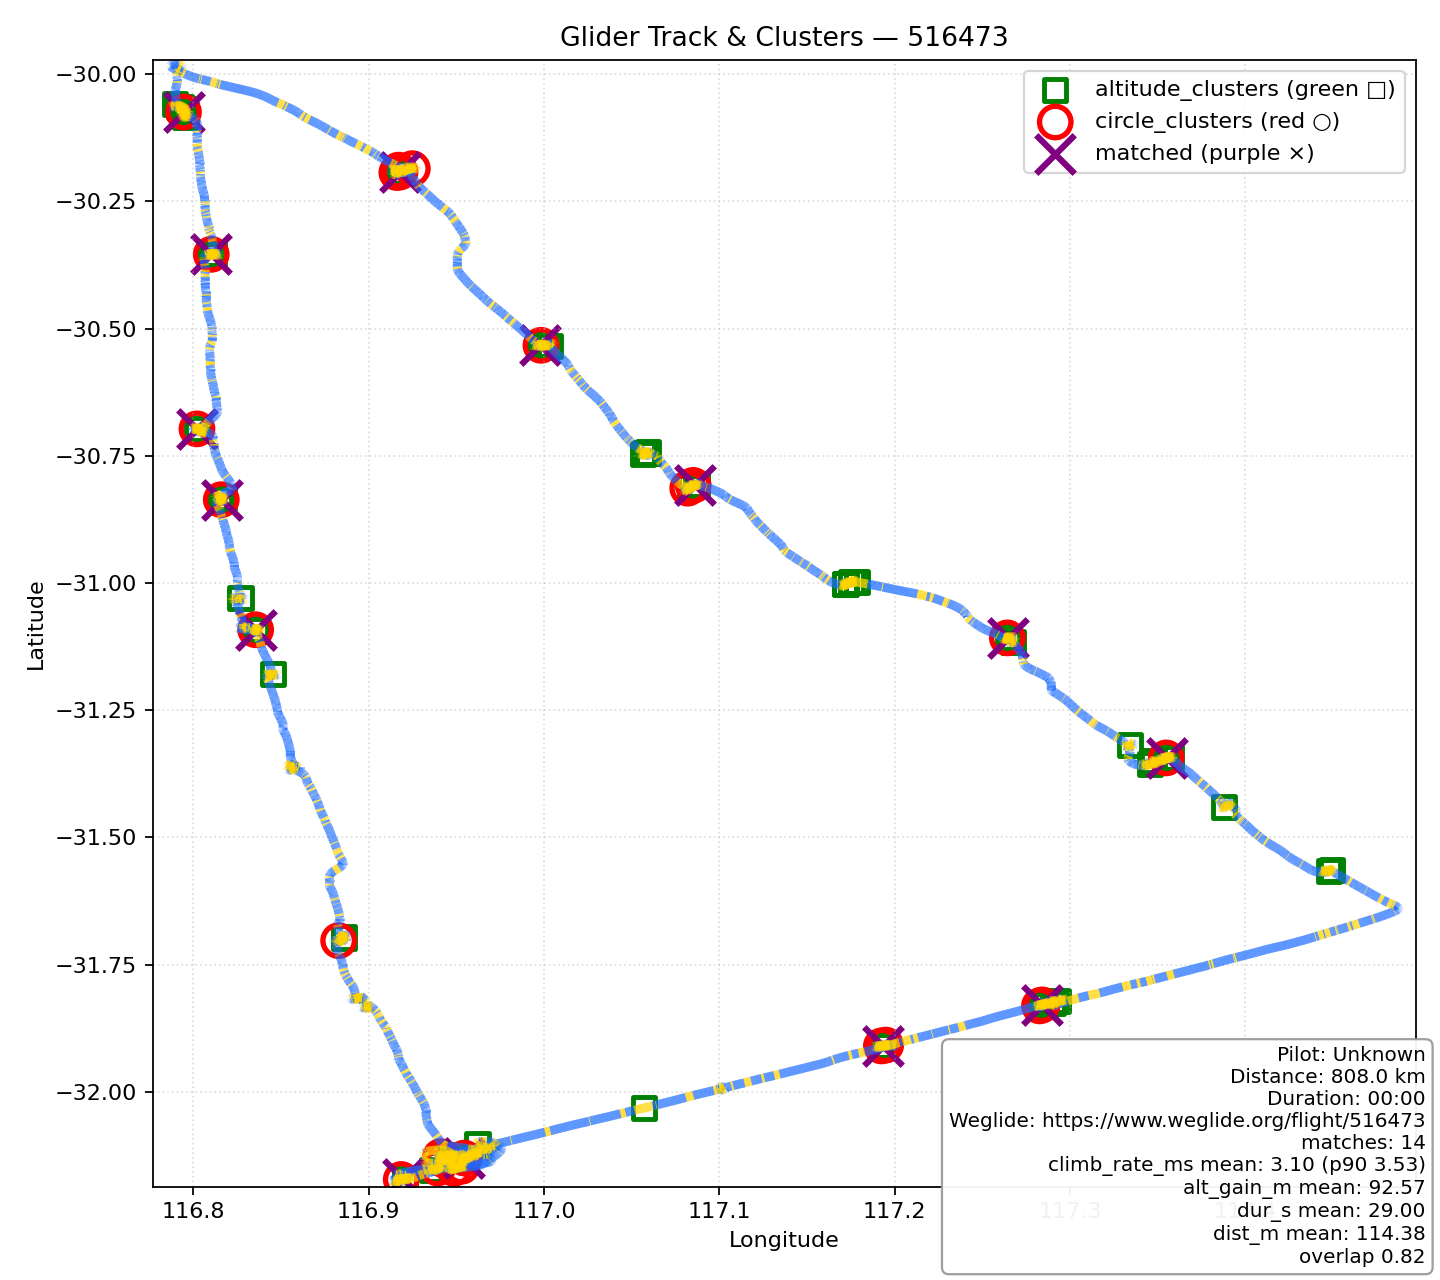 Glider Track & Clusters — 516473
altitude_clusters (green □)
circle_clusters (red ○)
matched (purple ×)
−30.00
−30.25
−30.50
−30.75
−31.00
−31.25
−31.50
−31.75
−32.00
Latitude
116.8
116.9
117.0
117.1
117.2
117.3
Longitude
Pilot: Unknown
Distance: 808.0 km
Duration: 00:00
Weglide: https://www.weglide.org/flight/516473
matches: 14
climb_rate_ms mean: 3.10 (p90 3.53)
alt_gain_m mean: 92.57
dur_s mean: 29.00
dist_m mean: 114.38
overlap 0.82